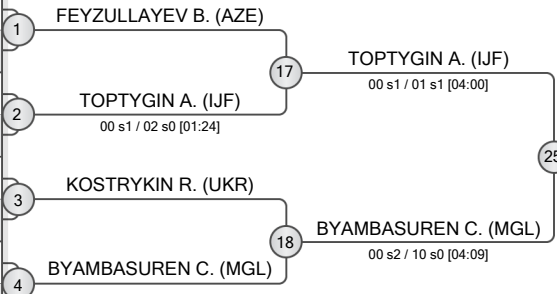 FEYZULLAYEV B. (AZE)
1
17
TOPTYGIN A. (IJF)
00 s1 / 01 s1 [04:00]
TOPTYGIN A. (IJF)
2
00 s1 / 02 s0 [01:24]
25
KOSTRYKIN R. (UKR)
3
18
BYAMBASUREN C. (MGL)
00 s2 / 10 s0 [04:09]
BYAMBASUREN C. (MGL)
4